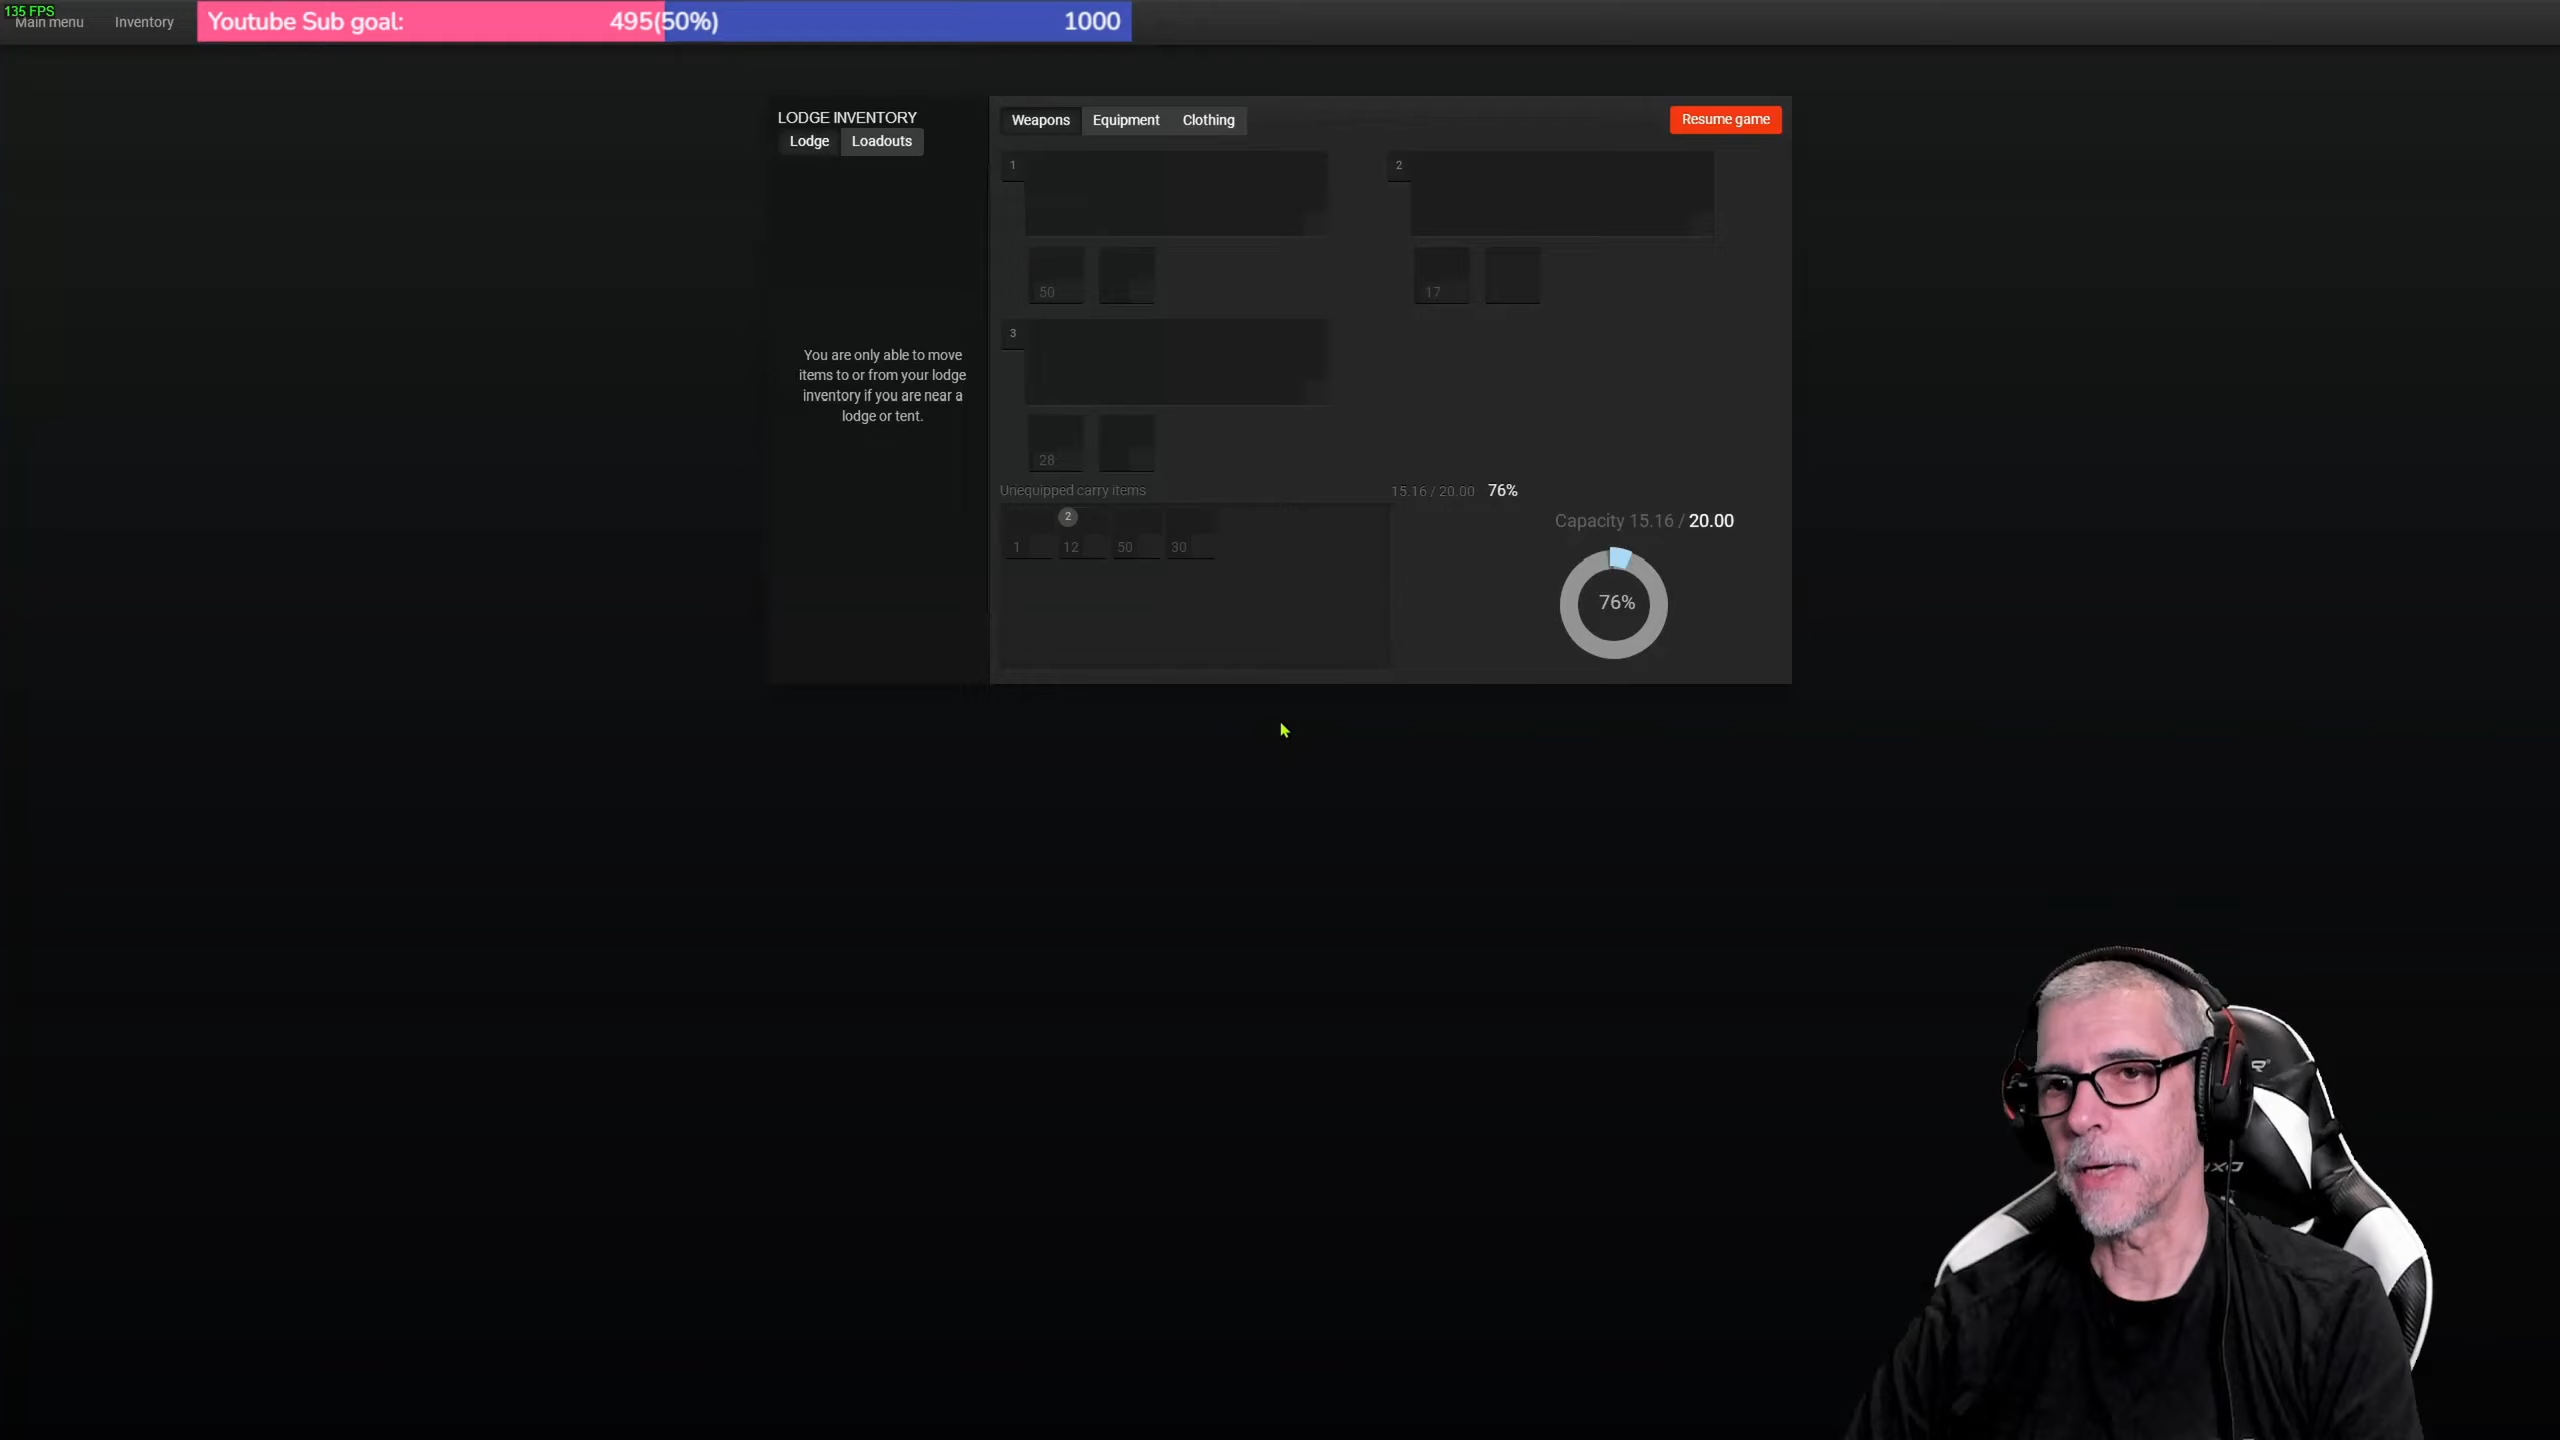 135 FPS
Main menu
Inventory
Youtube Sub goal: 495(50%) 1000
LODGE INVENTORY
Lodge
Loadouts
You are only able to move
items to or from your lodge
inventory if you are near a
lodge or tent.
Weapons
Equipment
Clothing
Resume game
1
2
50
17
3
28
Unequipped carry items
15.16 / 20.00 76%
2
1
12
50
30
Capacity 15.16 / 20.00
76%